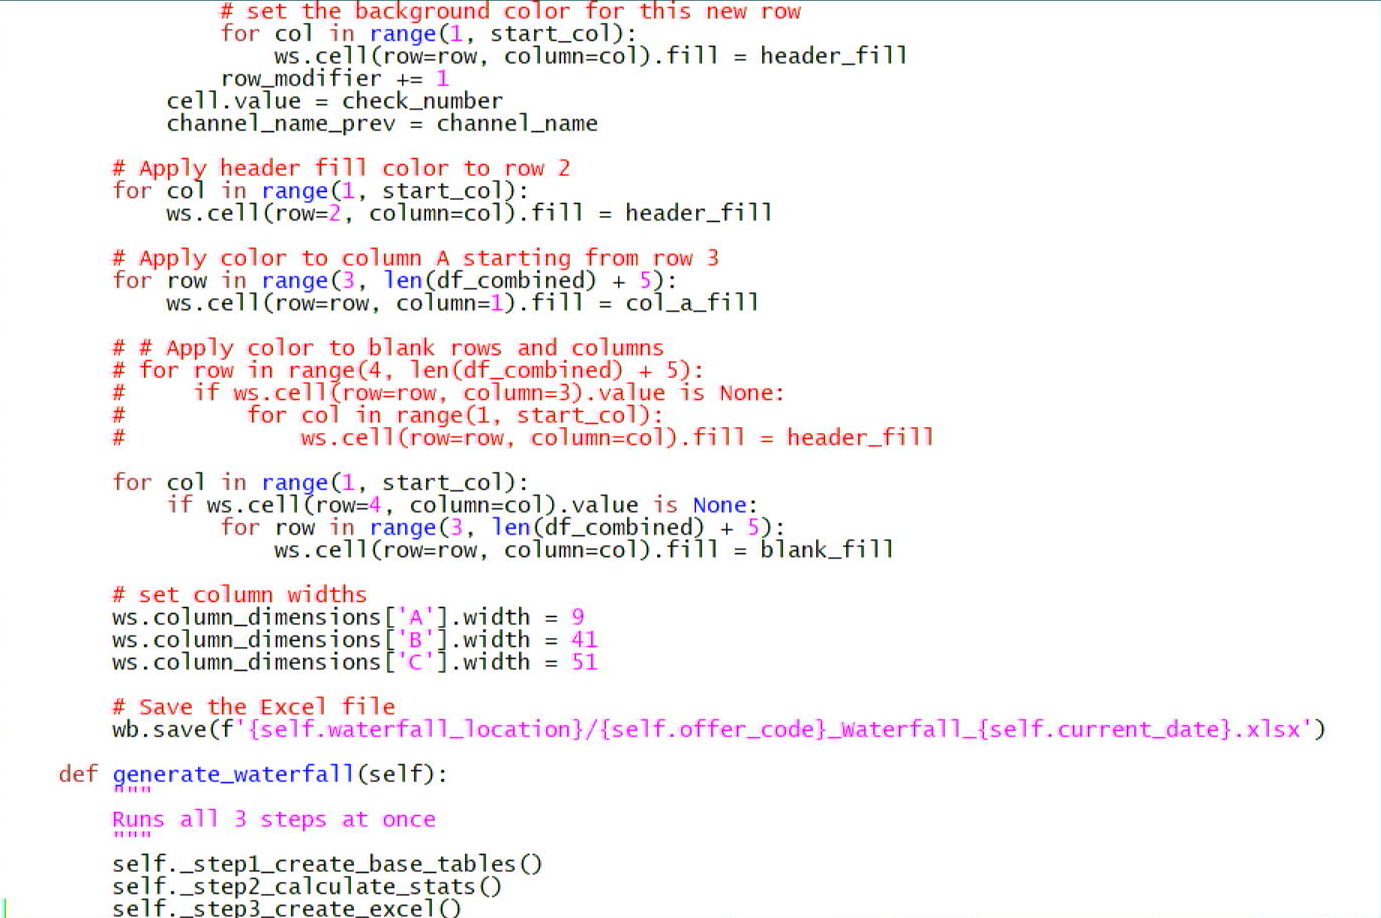 # set the background color for this new row
for col in range(1, start_col):
ws.cell(row=row, column=col).fill = header_fill
row_modifier += 1
cell.value = check_number
channel_name_prev = channel_name
# Apply header fill color to row 2
for col in range(1, start_col):
ws.cell(row=2, column=col).fill = header_fill
# Apply color to column A starting from row 3
for row in range(3, len(df_combined) + 5):
ws.cell(row=row, column=1).fill = col_a_fill
# # Apply color to blank rows and columns
# for row in range(4, len(df_combined) + 5):
#     if ws.cell(row=row, column=3).value is None:
#         for col in range(1, start_col):
#             ws.cell(row=row, column=col).fill = header_fill
for col in range(1, start_col):
if ws.cell(row=4, column=col).value is None:
for row in range(3, len(df_combined) + 5):
ws.cell(row=row, column=col).fill = blank_fill
# set column widths
ws.column_dimensions['A'].width = 9
ws.column_dimensions['B'].width = 41
ws.column_dimensions['C'].width = 51
# Save the Excel file
wb.save(f'{self.waterfall_location}/{self.offer_code}_Waterfall_{self.current_date}.xlsx')
def generate_waterfall(self):
"""
Runs all 3 steps at once
"""
self._step1_create_base_tables()
self._step2_calculate_stats()
self._step3_create_excel()